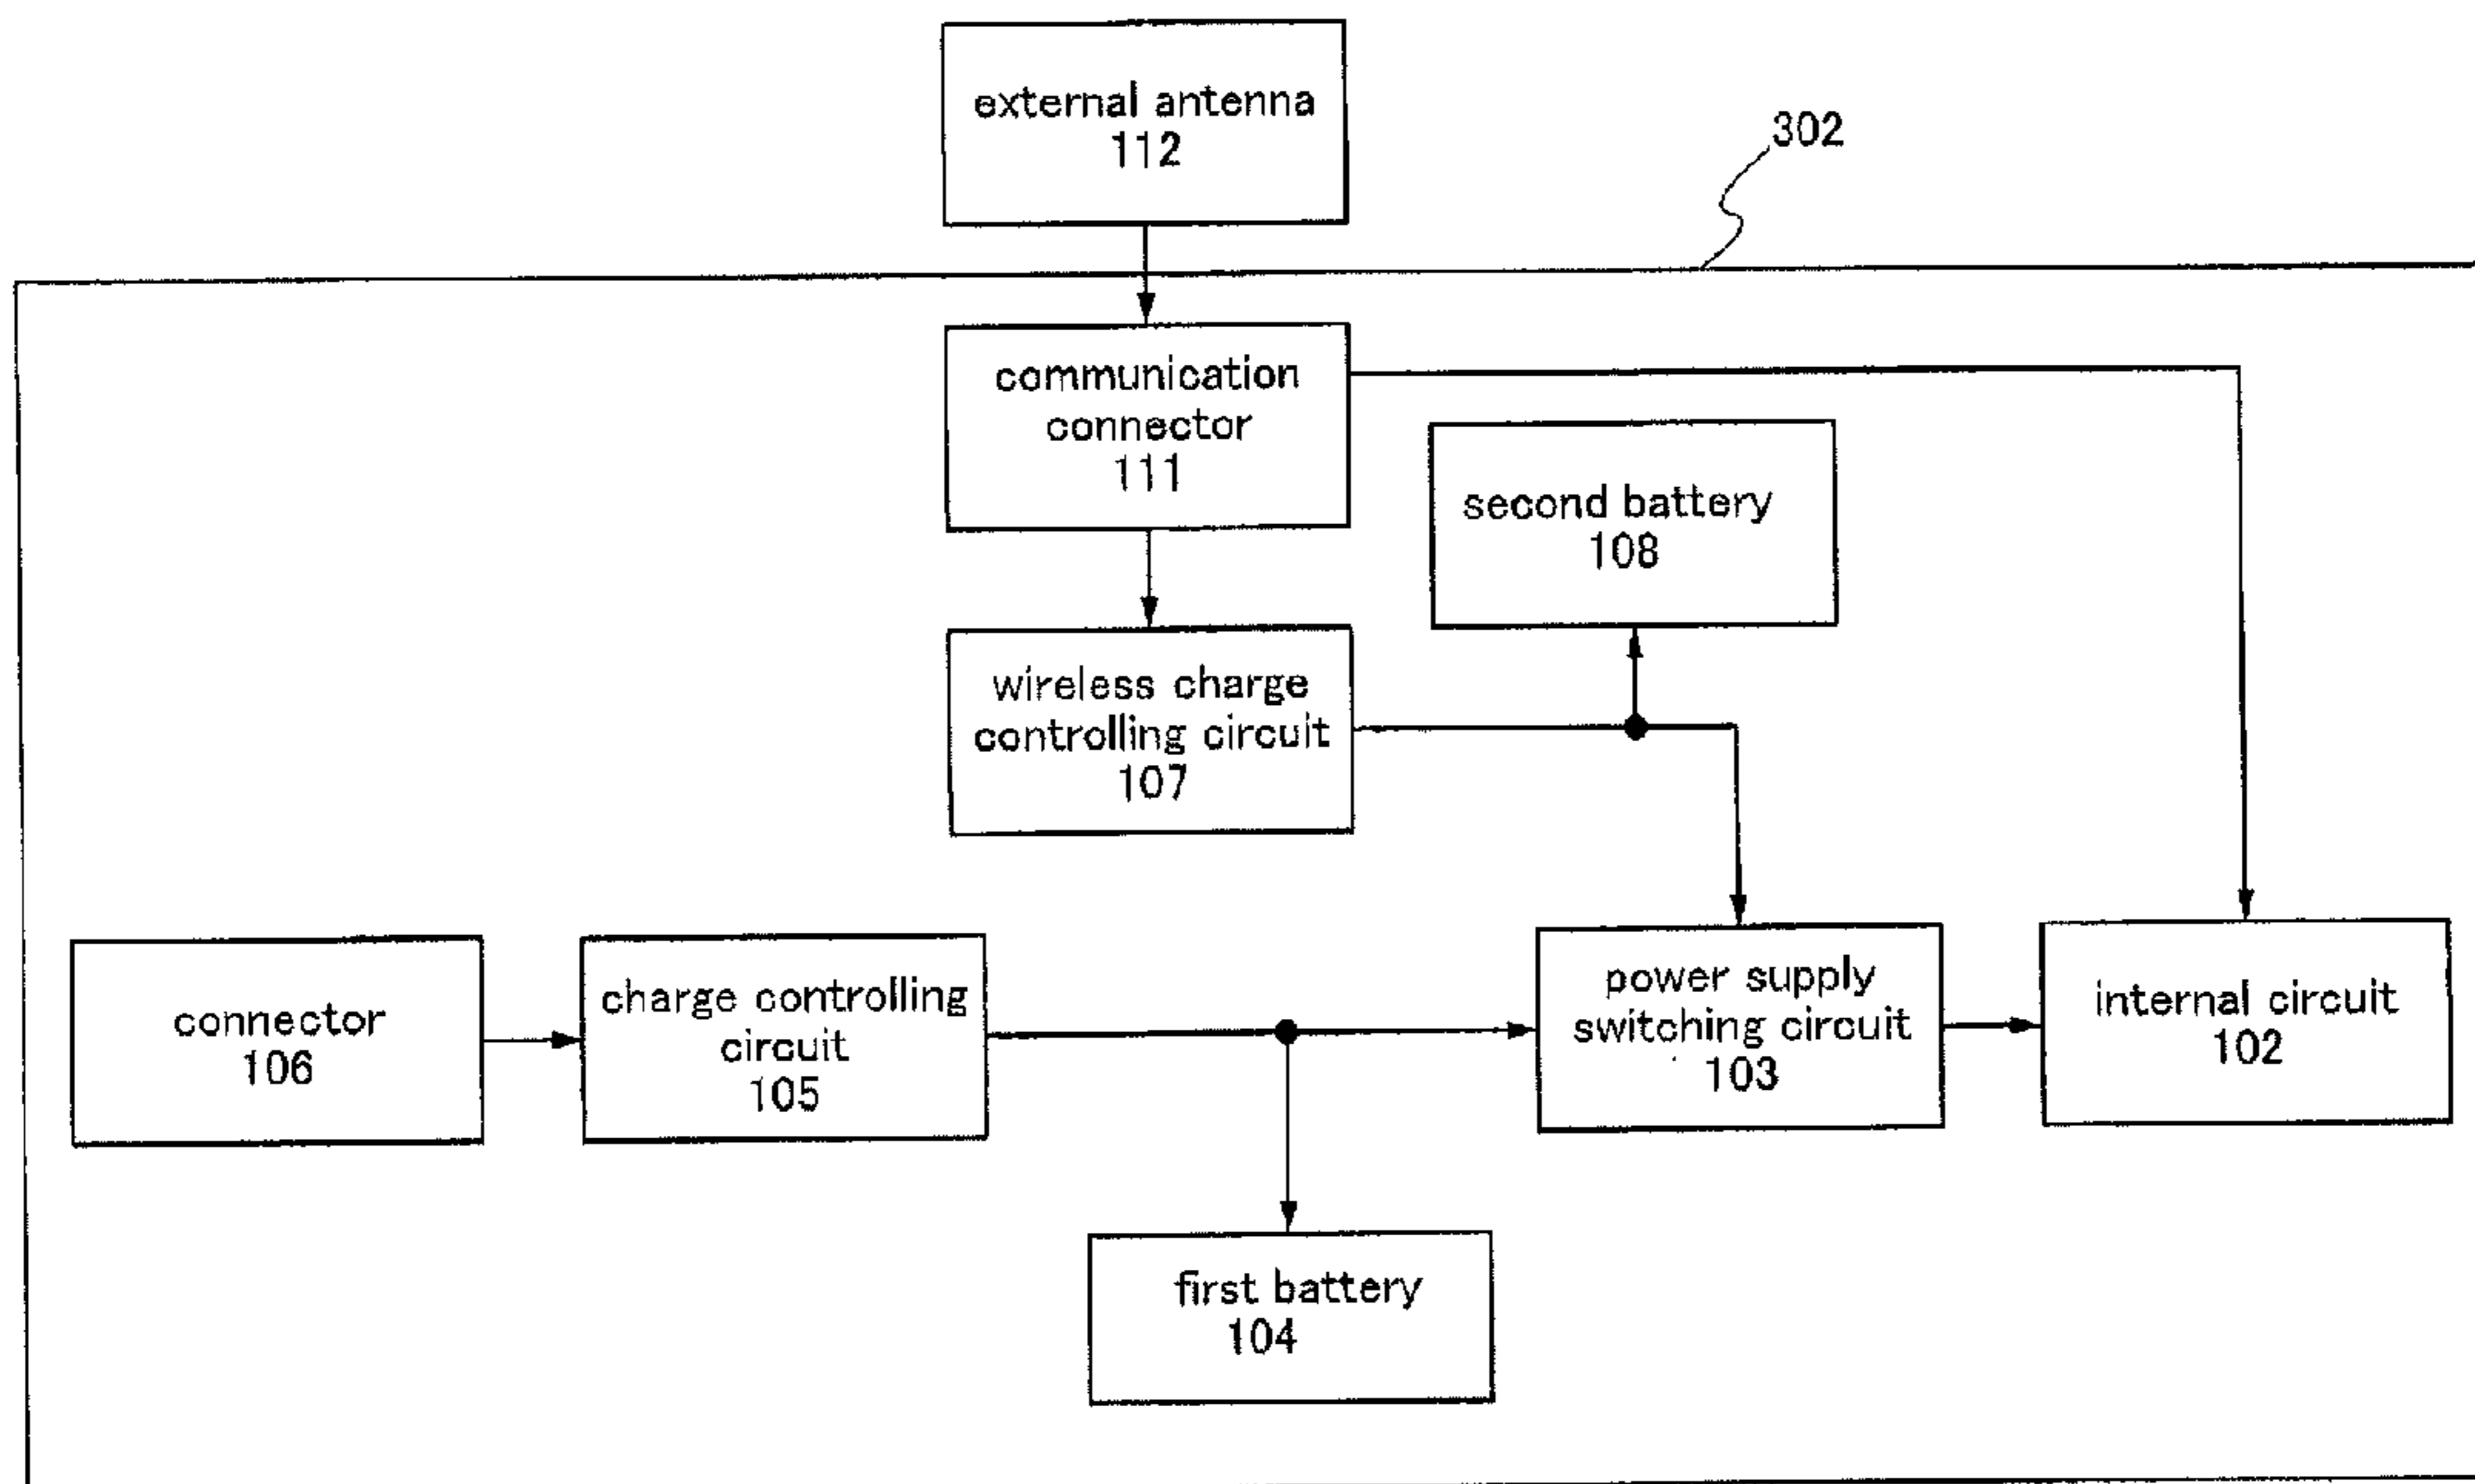 external antenna
112
302
communication
connector
111
second battery
108
wireless charge
controlling circuit
107
connector
106
charge controlling
circuit
105
power supply
switching circuit
103
internal circuit
102
first battery
104